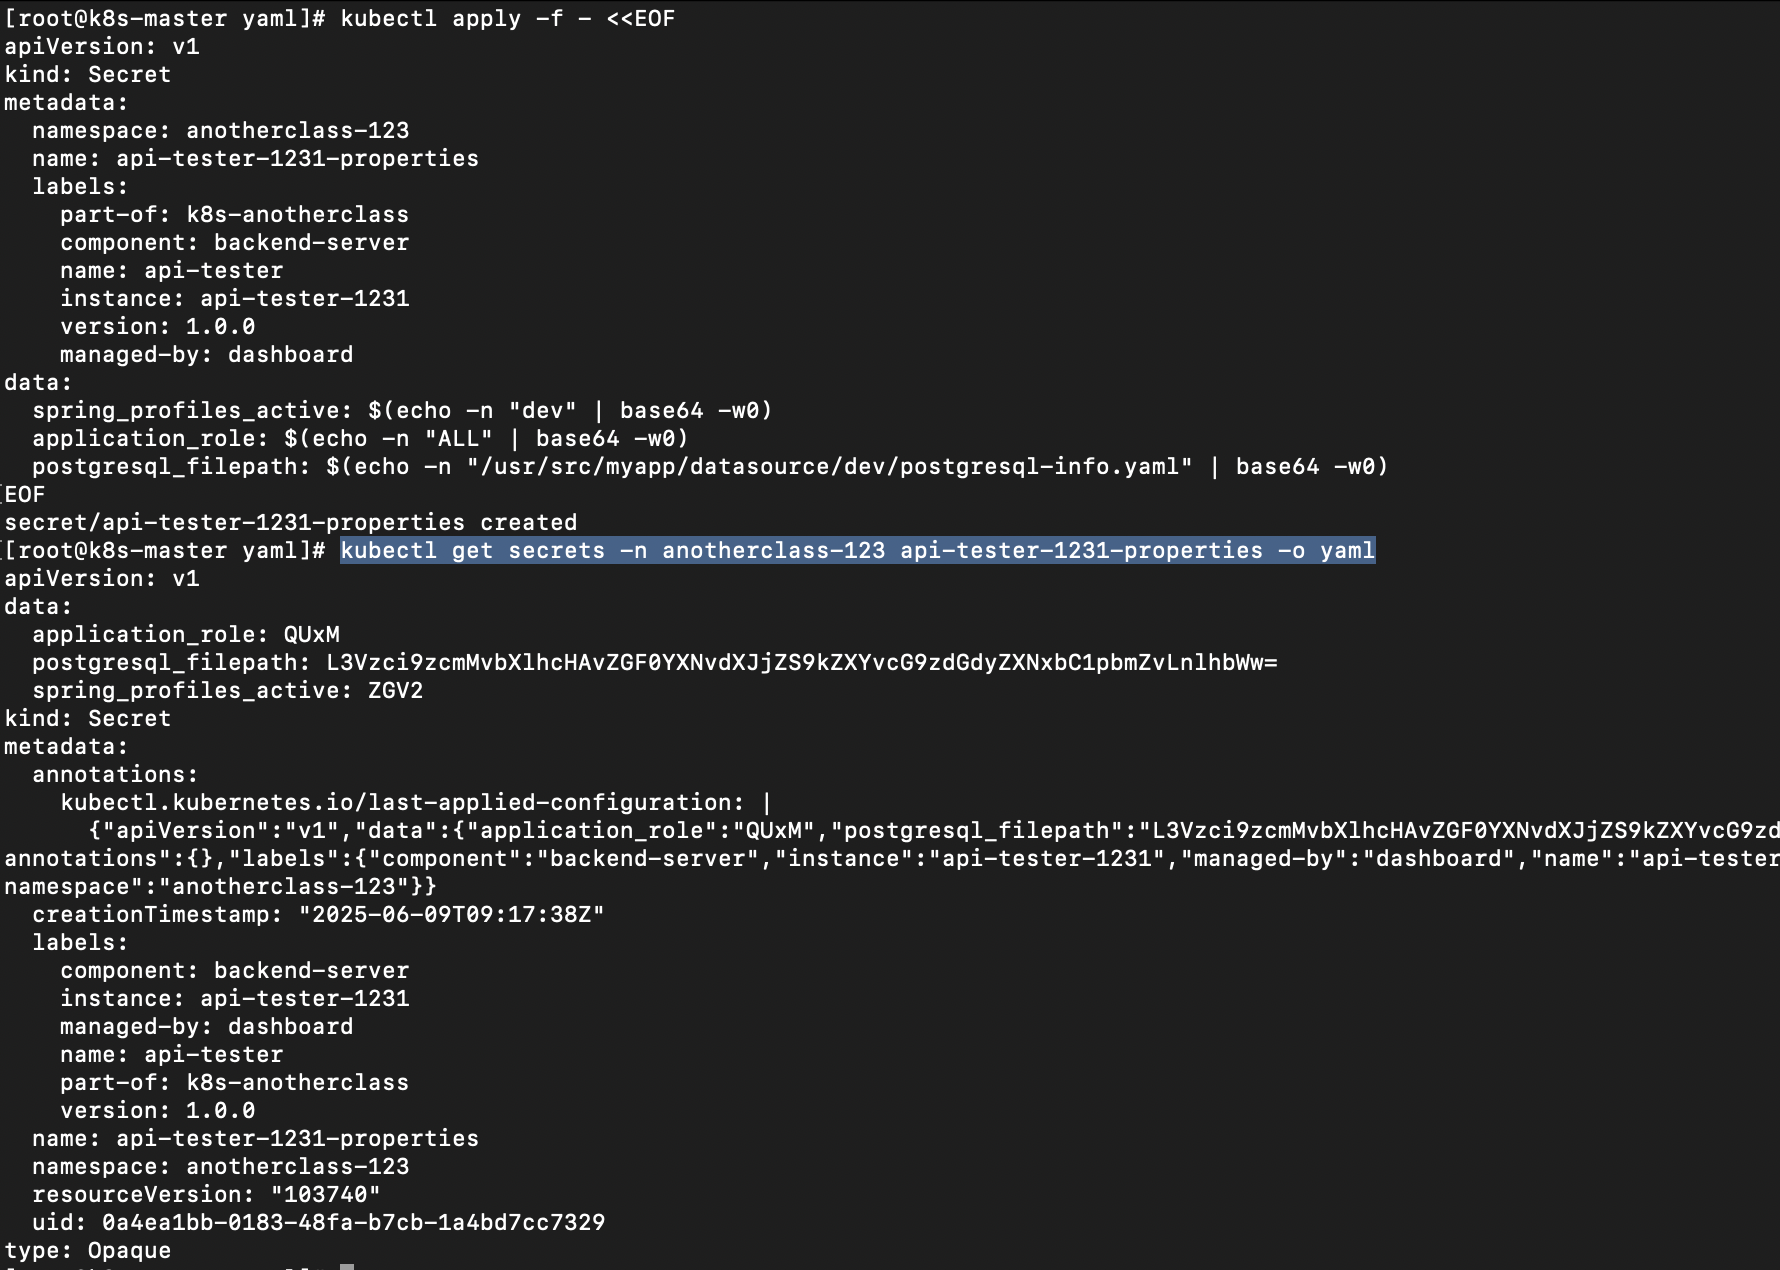 [root@k8s-master yaml]# kubectl apply -f - <<EOF
apiVersion: v1
kind: Secret
metadata:
  namespace: anotherclass-123
  name: api-tester-1231-properties
  labels:
    part-of: k8s-anotherclass
    component: backend-server
    name: api-tester
    instance: api-tester-1231
    version: 1.0.0
    managed-by: dashboard
data:
  spring_profiles_active: $(echo -n "dev" | base64 -w0)
  application_role: $(echo -n "ALL" | base64 -w0)
  postgresql_filepath: $(echo -n "/usr/src/myapp/datasource/dev/postgresql-info.yaml" | base64 -w0)
EOF
secret/api-tester-1231-properties created
[root@k8s-master yaml]# kubectl get secrets -n anotherclass-123 api-tester-1231-properties -o yaml
apiVersion: v1
data:
  application_role: QUxM
  postgresql_filepath: L3Vzci9zcmMvbXlhcHAvZGF0YXNvdXJjZS9kZXYvcG9zdGdyZXNxbC1pbmZvLnlhbWw=
  spring_profiles_active: ZGV2
kind: Secret
metadata:
  annotations:
    kubectl.kubernetes.io/last-applied-configuration: |
      {"apiVersion":"v1","data":{"application_role":"QUxM","postgresql_filepath":"L3Vzci9zcmMvbXlhcHAvZGF0YXNvdXJjZS9kZXYvcG9zd
annotations":{},"labels":{"component":"backend-server","instance":"api-tester-1231","managed-by":"dashboard","name":"api-tester
namespace":"anotherclass-123"}}
  creationTimestamp: "2025-06-09T09:17:38Z"
  labels:
    component: backend-server
    instance: api-tester-1231
    managed-by: dashboard
    name: api-tester
    part-of: k8s-anotherclass
    version: 1.0.0
  name: api-tester-1231-properties
  namespace: anotherclass-123
  resourceVersion: "103740"
  uid: 0a4ea1bb-0183-48fa-b7cb-1a4bd7cc7329
type: Opaque